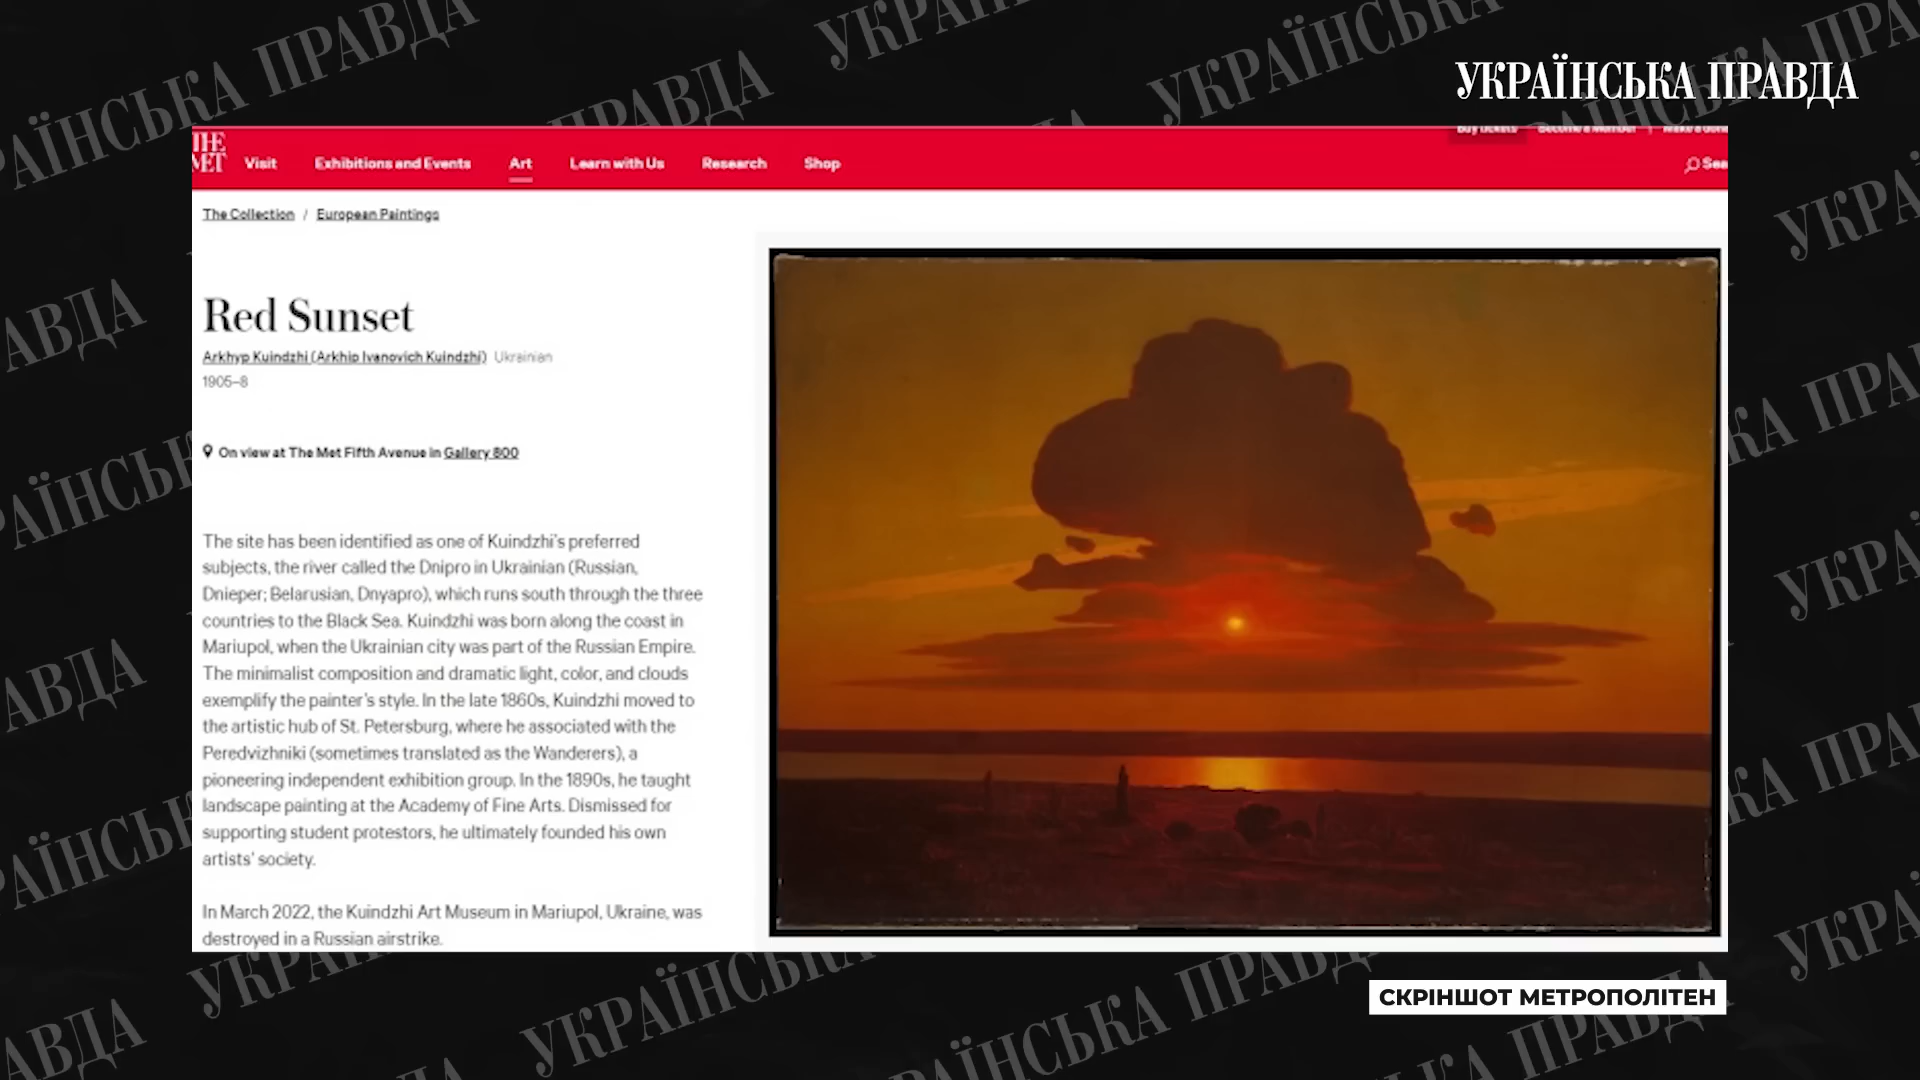 УКРАЇНСЬКА ПРАВДА
THE
MET
Visit
Exhibitions and Events
Art
Learn with Us
Research
Shop
Buy Tickets
Become a Member
The Collection / European Paintings
Red Sunset
Arkhyp Kuindzhi (Arkhip Ivanovich Kuindzhi) Ukrainian
1905–8
On view at The Met Fifth Avenue in Gallery 800
The site has been identified as one of Kuindzhi's preferred
subjects, the river called the Dnipro in Ukrainian (Russian,
Dnieper; Belarusian, Dnyapro), which runs south through the three
countries to the Black Sea. Kuindzhi was born along the coast in
Mariupol, when the Ukrainian city was part of the Russian Empire.
The minimalist composition and dramatic light, color, and clouds
exemplify the painter's style. In the late 1860s, Kuindzhi moved to
the artistic hub of St. Petersburg, where he associated with the
Peredvizhniki (sometimes translated as the Wanderers), a
pioneering independent exhibition group. In the 1890s, he taught
landscape painting at the Academy of Fine Arts. Dismissed for
supporting student protestors, he ultimately founded his own
artists' society.
In March 2022, the Kuindzhi Art Museum in Mariupol, Ukraine, was
destroyed in a Russian airstrike.
СКРІНШОТ МЕТРОПОЛІТЕН